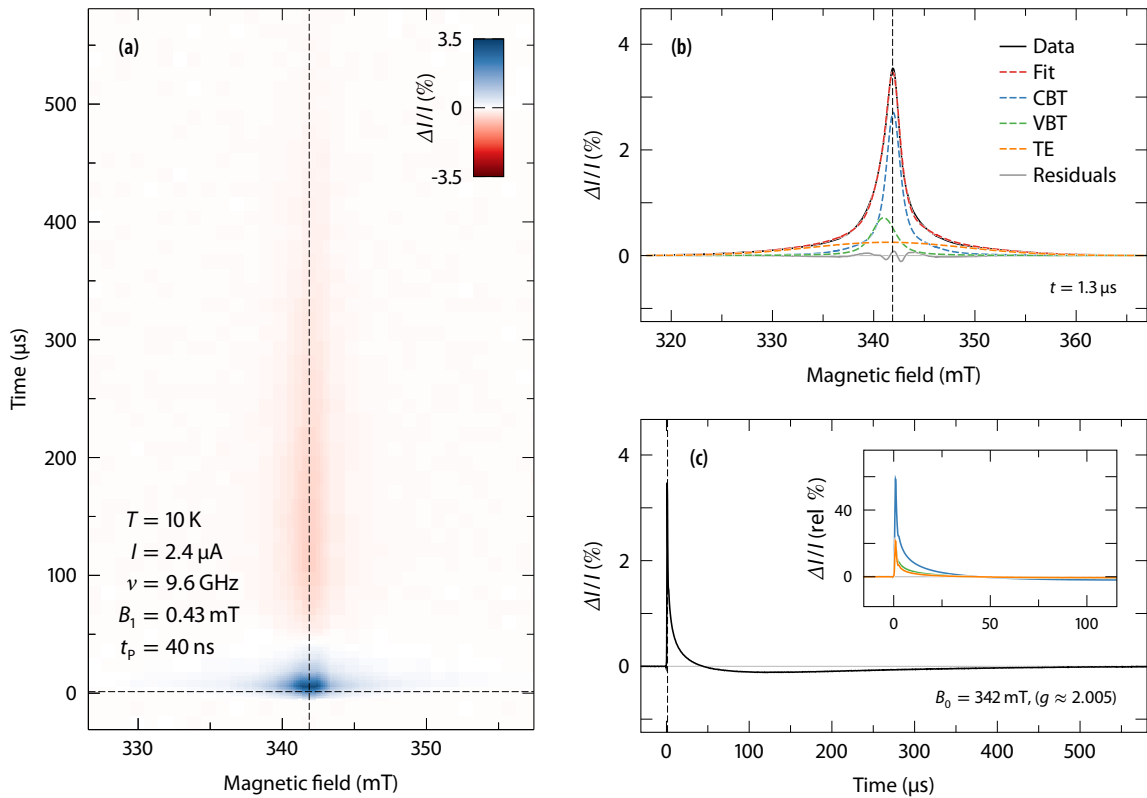 (a)
3.5
0
-3.5
ΔI/I (%)
500
400
300
200
100
0
Time (µs)
T = 10 K
I = 2.4 µA
ν = 9.6 GHz
B₁ = 0.43 mT
tₚ = 40 ns
330 340 350
Magnetic field (mT)
(b)
4
2
0
ΔI/I (%)
Data
Fit
CBT
VBT
TE
Residuals
t = 1.3 µs
320 330 340 350 360
Magnetic field (mT)
(c)
4
3
2
1
0
ΔI/I (%)
40
0
ΔI/I (rel %)
0 50 100
B₀ = 342 mT, (g ≈ 2.005)
0 100 200 300 400 500
Time (µs)